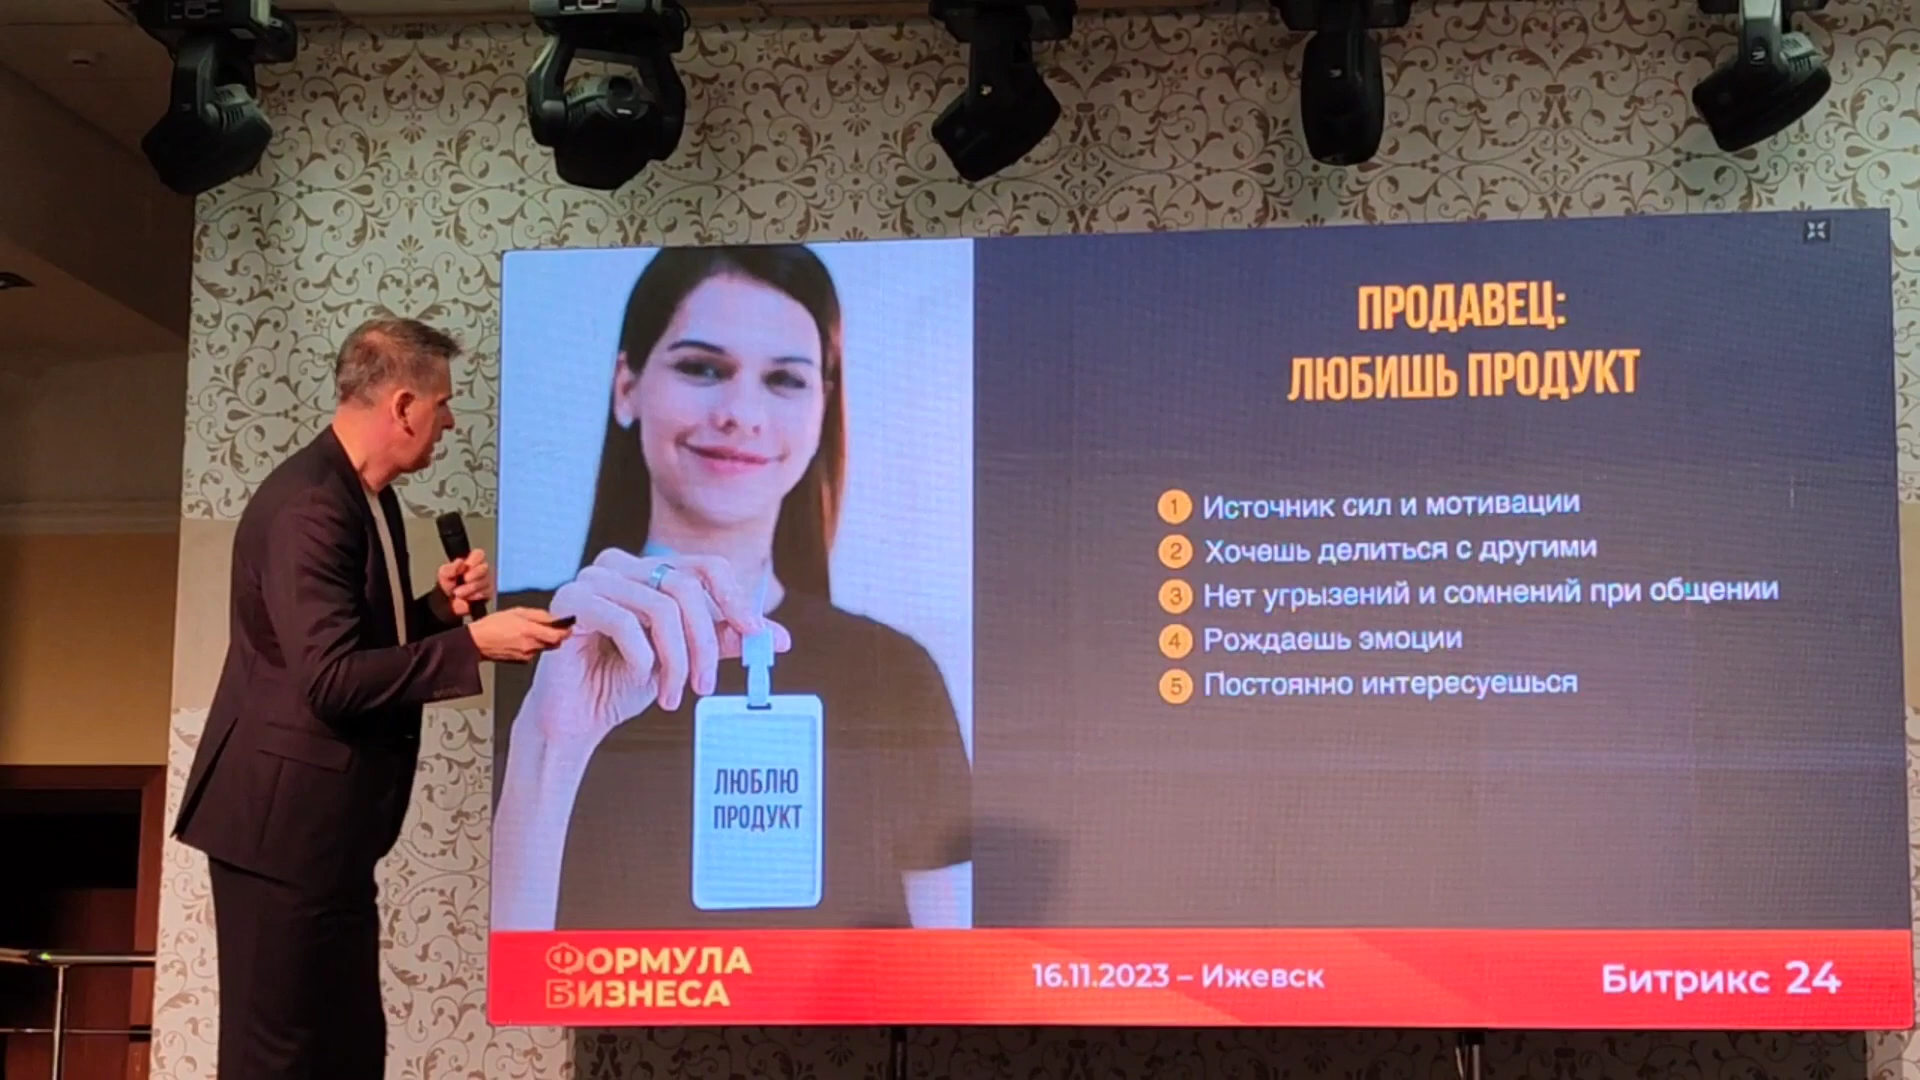 ПРОДАВЕЦ:
ЛЮБИШЬ ПРОДУКТ
1 Источник сил и мотивации
2 Хочешь делиться с другими
3 Нет угрызений и сомнений при общении
4 Рождаешь эмоции
5 Постоянно интересуешься
ЛЮБЛЮ
ПРОДУКТ
ФОРМУЛА
БИЗНЕСА
16.11.2023 – Ижевск
Битрикс 24